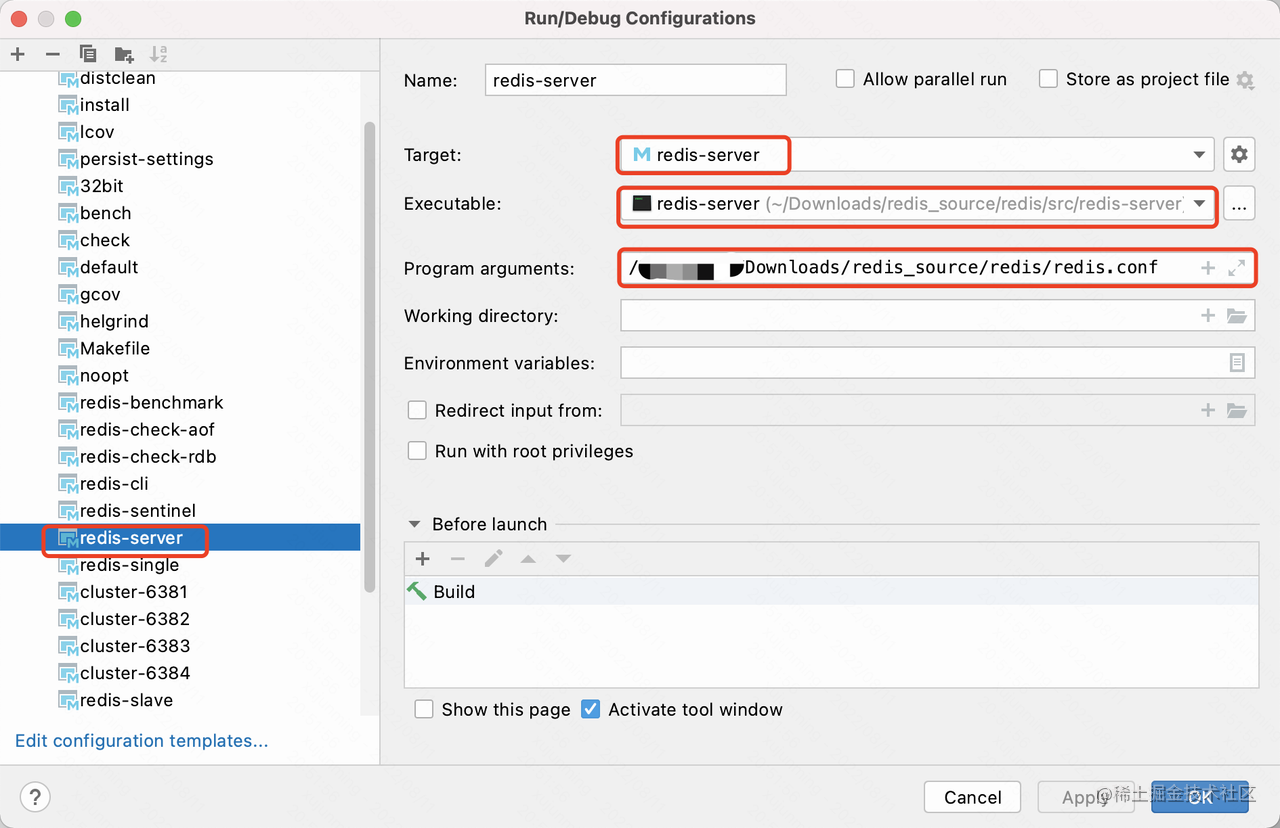 Run/Debug Configurations
distclean
install
lcov
persist-settings
32bit
bench
check
default
gcov
helgrind
Makefile
noopt
redis-benchmark
redis-check-aof
redis-check-rdb
redis-cli
redis-sentinel
redis-server
redis-single
cluster-6381
cluster-6382
cluster-6383
cluster-6384
redis-slave
Edit configuration templates...
Name: redis-server Allow parallel run Store as project file
Target: redis-server
Executable: redis-server (~/Downloads/redis_source/redis/src/redis-server) ...
Program arguments: / Downloads/redis_source/redis/redis.conf
Working directory:
Environment variables:
Redirect input from:
Run with root privileges
Before launch
Build
Show this page Activate tool window
? Cancel Apply OK
@稀土掘金技术社区